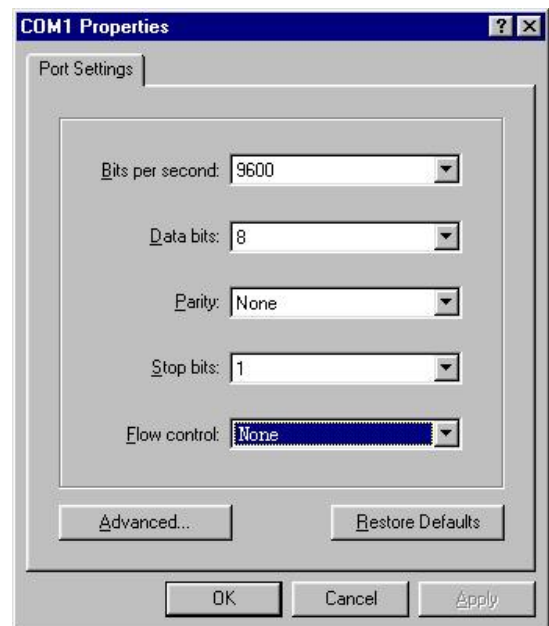 COM1 Properties
Port Settings
Bits per second: 9600
Data bits: 8
Parity: None
Stop bits: 1
Flow control: None
Advanced...
Restore Defaults
OK
Cancel
Apply